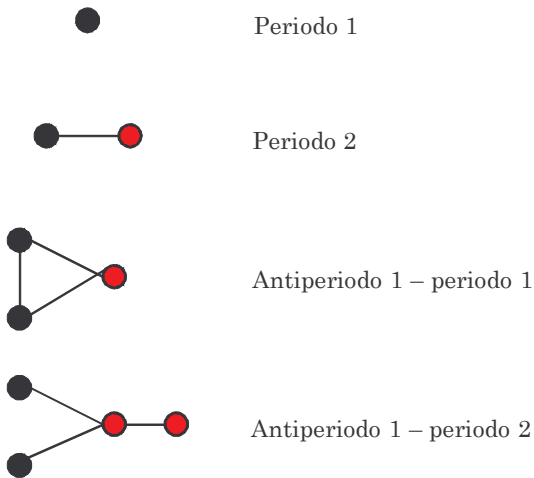 Periodo 1
Periodo 2
Antiperiodo 1 – periodo 1
Antiperiodo 1 – periodo 2